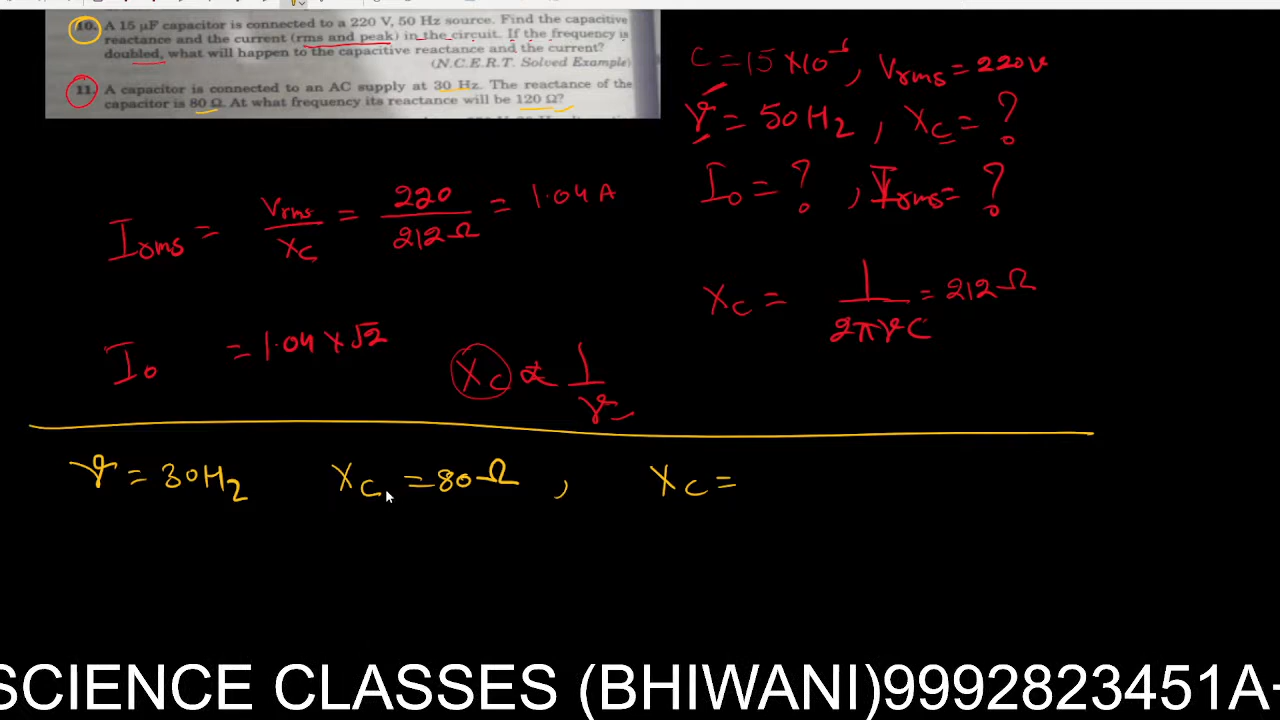 10. A 15 μF capacitor is connected to a 220 V, 50 Hz source. Find the capacitive
reactance and the current (rms and peak) in the circuit. If the frequency is
doubled, what will happen to the capacitive reactance and the current?
(N.C.E.R.T. Solved Example)
11. A capacitor is connected to an AC supply at 30 Hz. The reactance of the
capacitor is 80 Ω. At what frequency its reactance will be 120 Ω?
C = 15 × 10⁻⁶, Vrms = 220V
ν = 50 Hz, Xc = ?
I₀ = ?, Irms = ?
Irms = Vrms/Xc = 220/212Ω = 1.04 A
Xc = 1/2πνC = 212Ω
I₀ = 1.04 × √2
Xc ∝ 1/ν
ν = 30 Hz Xc = 80Ω , Xc =
SCIENCE CLASSES (BHIWANI)9992823451A+